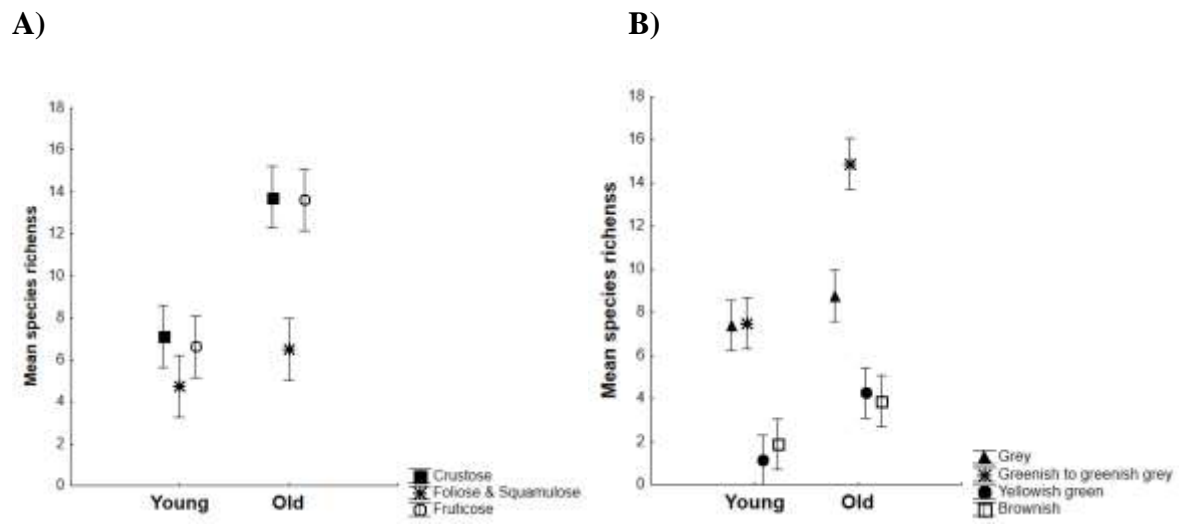 A)
B)
18
16
14
12
10
8
6
4
2
0
Mean species richenss
Young
Old
Crustose
Foliose & Squamulose
Fruticose
18
16
14
12
10
8
6
4
2
0
Mean species richenss
Young
Old
Grey
Greenish to greenish grey
Yellowish green
Brownish